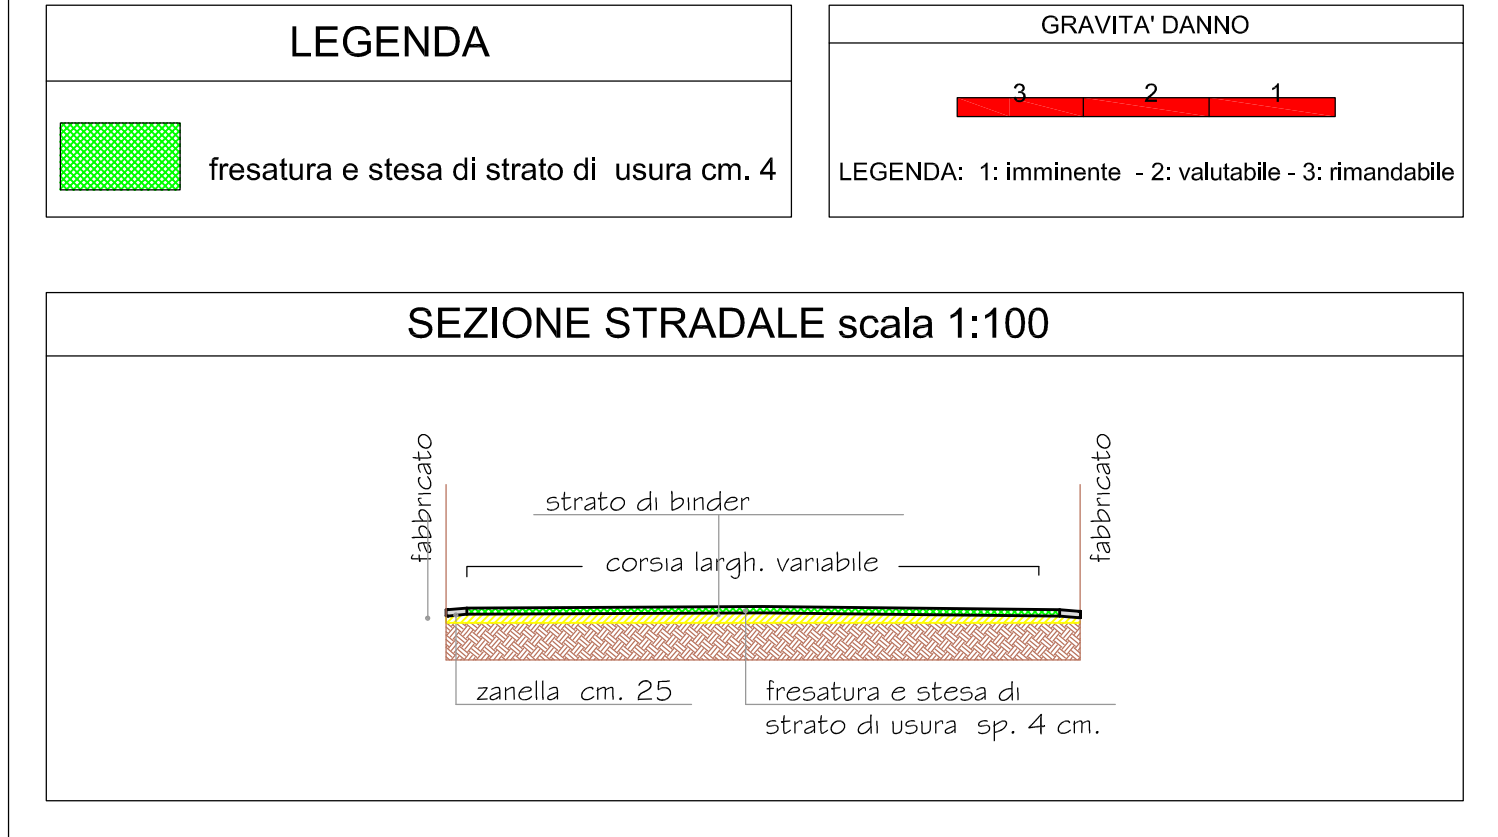 LEGENDA
fresatura e stesa di strato di usura cm. 4
GRAVITA' DANNO
3 2 1
LEGENDA: 1: imminente - 2: valutabile - 3: rimandabile
SEZIONE STRADALE scala 1:100
fabbricato
strato di binder
fabbricato
corsia largh. variabile
zanella cm. 25
fresatura e stesa di
strato di usura sp. 4 cm.